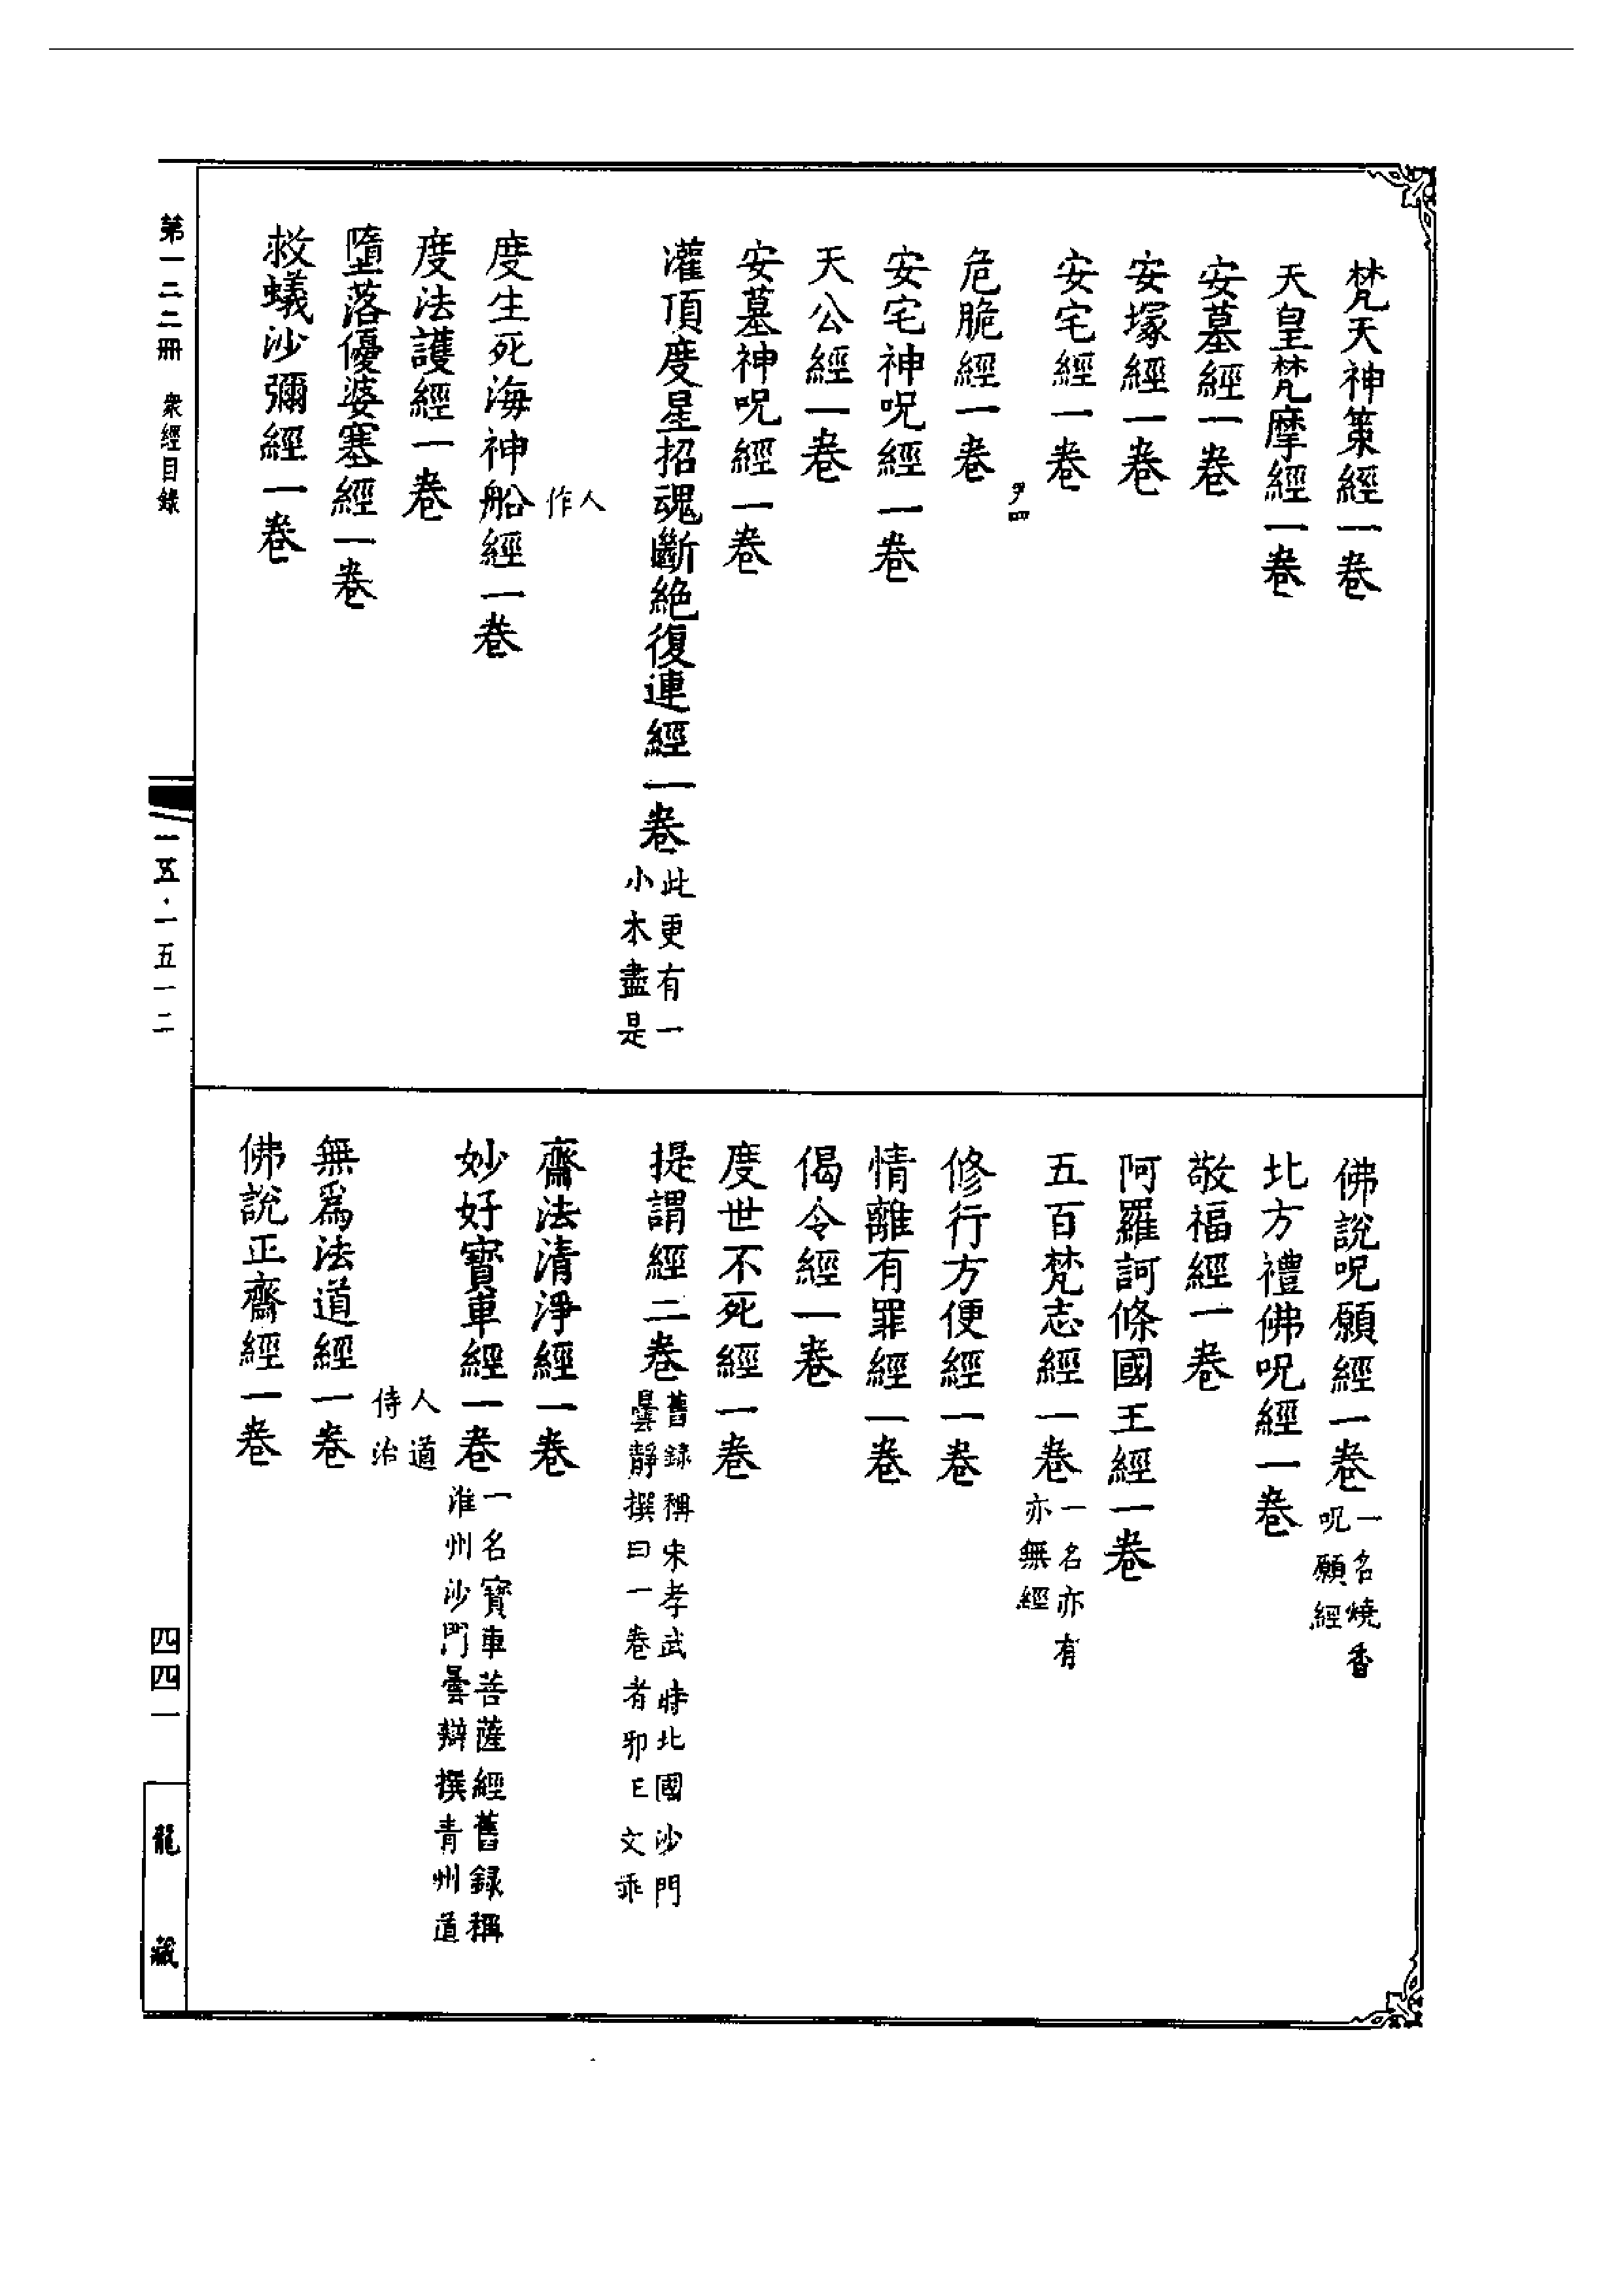 梵天神策經一卷
天皇梵摩經一卷
安墓經一卷
安塚經一卷
安宅經一卷
危脆經一卷
安宅神呪經一卷
天公經一卷
安墓神呪經一卷
灌頂度星招魂斷絶復連經一卷此更有一
小木盡是
人
作
度生死海神船經一卷
度法護經一卷
墮落優婆塞經一卷
救蟻沙彌經一卷
佛說呪願經一卷一名燒香
呪願經
北方禮佛呪經一卷
敬福經一卷
阿羅訶條國王經一卷
五百梵志經一卷一名亦有
亦無經
修行方便經一卷
情離有罪經一卷
偈令經一卷
度世不死經一卷
提謂經二卷舊錄稱宋孝武時北國沙門
曇靜撰曰一卷者邪正文乖
齋法清淨經一卷
妙好寶車經一卷一名寶車菩薩經舊録稱
淮州沙門曇辯撰青州道
人道
侍治
無爲法道經一卷
佛說正齋經一卷
第一二二冊 衆經目錄
一五·一五一二
四四一
龍藏